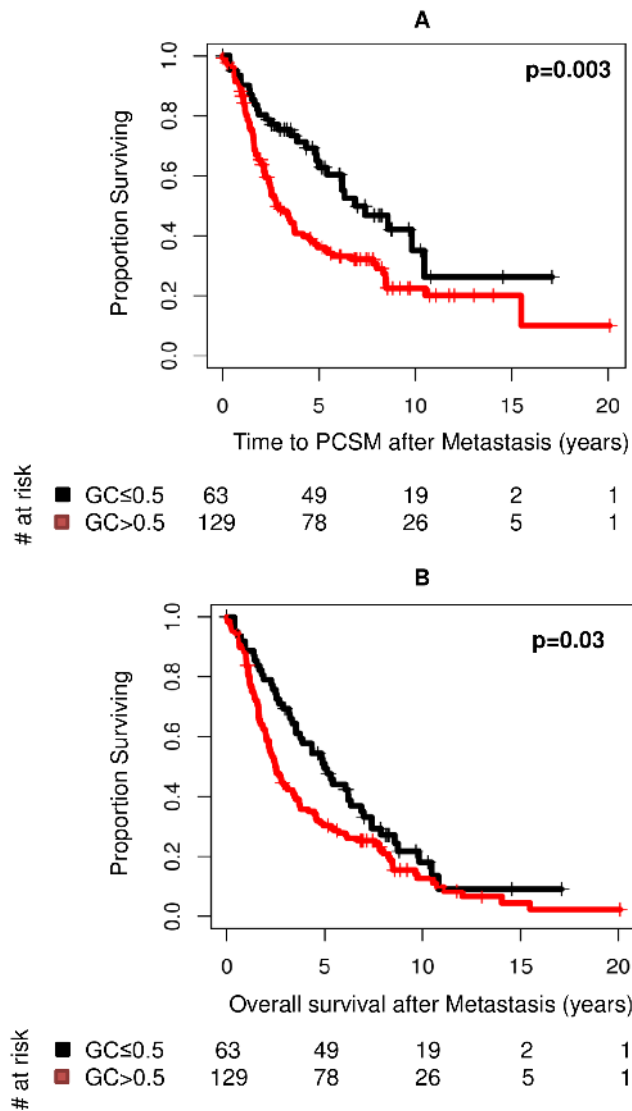 A
p=0.003
Proportion Surviving
1.0
0.8
0.6
0.4
0.2
0.0
0 5 10 15 20
Time to PCSM after Metastasis (years)
# at risk
GC≤0.5 63 49 19 2 1
GC>0.5 129 78 26 5 1
B
p=0.03
Proportion Surviving
1.0
0.8
0.6
0.4
0.2
0.0
0 5 10 15 20
Overall survival after Metastasis (years)
# at risk
GC≤0.5 63 49 19 2 1
GC>0.5 129 78 26 5 1